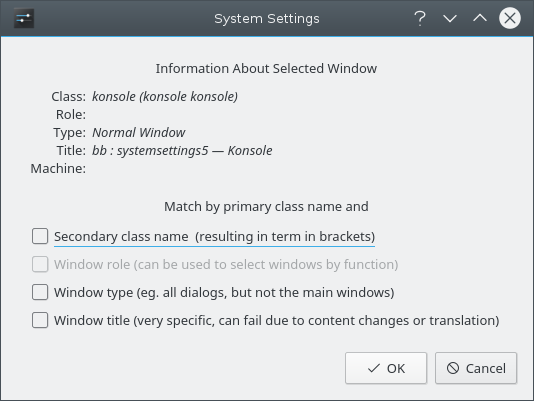 System Settings
Information About Selected Window
Class: konsole (konsole konsole)
Role:
Type: Normal Window
Title: bb : systemsettings5 — Konsole
Machine:
Match by primary class name and
Secondary class name  (resulting in term in brackets)
Window role (can be used to select windows by function)
Window type (eg. all dialogs, but not the main windows)
Window title (very specific, can fail due to content changes or translation)
OK Cancel